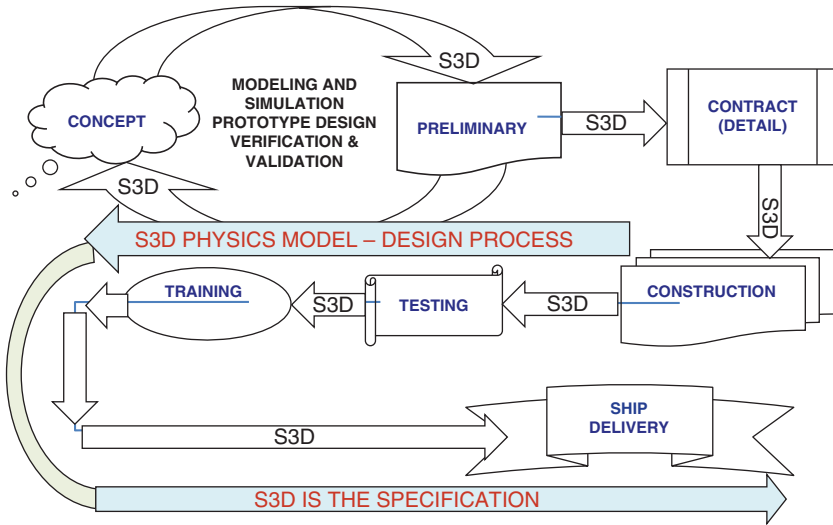 S3D
MODELING AND
SIMULATION
PROTOTYPE DESIGN
VERIFICATION &
VALIDATION
CONCEPT
PRELIMINARY
S3D
CONTRACT
(DETAIL)
S3D
S3D
S3D PHYSICS MODEL – DESIGN PROCESS
TRAINING
S3D
TESTING
S3D
CONSTRUCTION
S3D
SHIP
DELIVERY
S3D IS THE SPECIFICATION